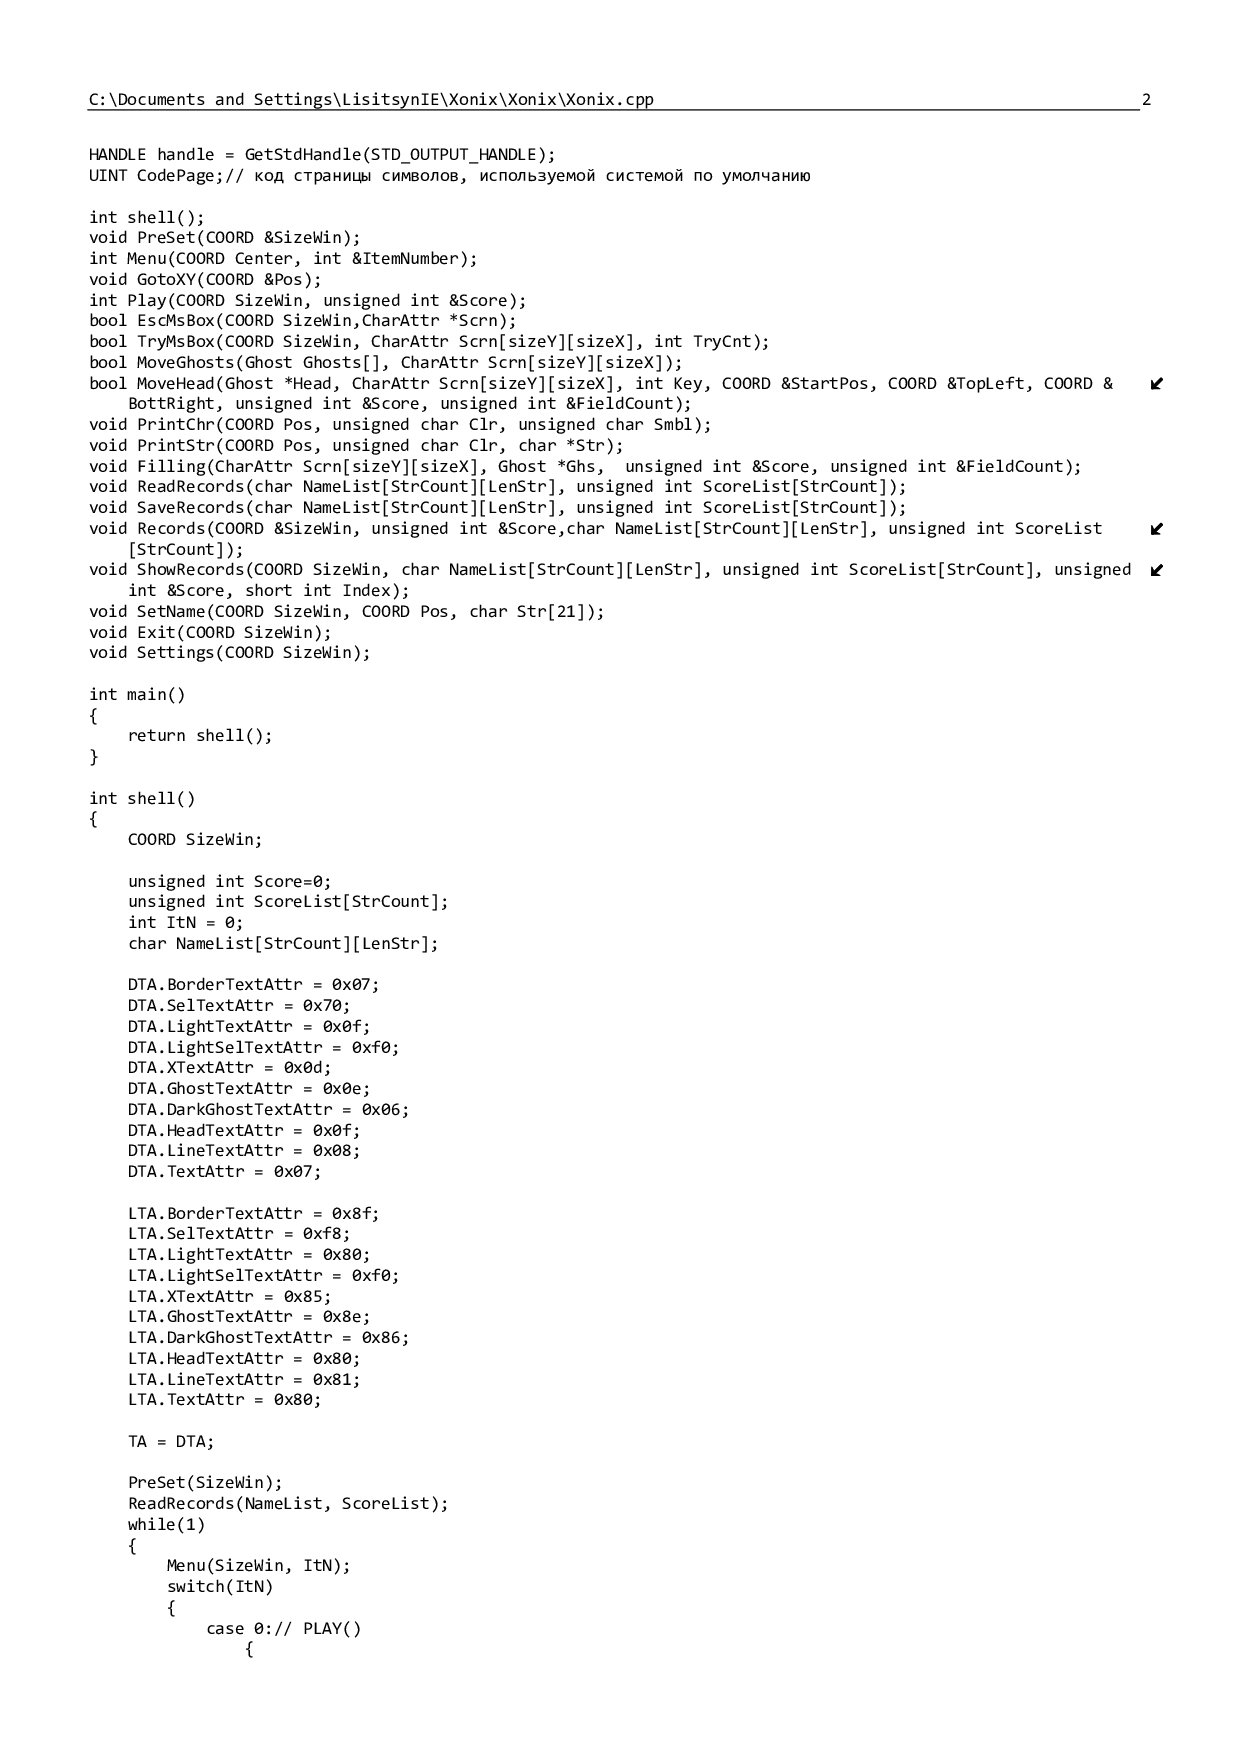 C:\Documents and Settings\LisitsynIE\Xonix\Xonix\Xonix.cpp 2
HANDLE handle = GetStdHandle(STD_OUTPUT_HANDLE);
UINT CodePage;// код страницы символов, используемой системой по умолчанию
int shell();
void PreSet(COORD &SizeWin);
int Menu(COORD Center, int &ItemNumber);
void GotoXY(COORD &Pos);
int Play(COORD SizeWin, unsigned int &Score);
bool EscMsBox(COORD SizeWin,CharAttr *Scrn);
bool TryMsBox(COORD SizeWin, CharAttr Scrn[sizeY][sizeX], int TryCnt);
bool MoveGhosts(Ghost Ghosts[], CharAttr Scrn[sizeY][sizeX]);
bool MoveHead(Ghost *Head, CharAttr Scrn[sizeY][sizeX], int Key, COORD &StartPos, COORD &TopLeft, COORD &
    BottRight, unsigned int &Score, unsigned int &FieldCount);
void PrintChr(COORD Pos, unsigned char Clr, unsigned char Smbl);
void PrintStr(COORD Pos, unsigned char Clr, char *Str);
void Filling(CharAttr Scrn[sizeY][sizeX], Ghost *Ghs,  unsigned int &Score, unsigned int &FieldCount);
void ReadRecords(char NameList[StrCount][LenStr], unsigned int ScoreList[StrCount]);
void SaveRecords(char NameList[StrCount][LenStr], unsigned int ScoreList[StrCount]);
void Records(COORD &SizeWin, unsigned int &Score,char NameList[StrCount][LenStr], unsigned int ScoreList
    [StrCount]);
void ShowRecords(COORD SizeWin, char NameList[StrCount][LenStr], unsigned int ScoreList[StrCount], unsigned
    int &Score, short int Index);
void SetName(COORD SizeWin, COORD Pos, char Str[21]);
void Exit(COORD SizeWin);
void Settings(COORD SizeWin);
int main()
{
    return shell();
}
int shell()
{
    COORD SizeWin;
    unsigned int Score=0;
    unsigned int ScoreList[StrCount];
    int ItN = 0;
    char NameList[StrCount][LenStr];
    DTA.BorderTextAttr = 0x07;
    DTA.SelTextAttr = 0x70;
    DTA.LightTextAttr = 0x0f;
    DTA.LightSelTextAttr = 0xf0;
    DTA.XTextAttr = 0x0d;
    DTA.GhostTextAttr = 0x0e;
    DTA.DarkGhostTextAttr = 0x06;
    DTA.HeadTextAttr = 0x0f;
    DTA.LineTextAttr = 0x08;
    DTA.TextAttr = 0x07;
    LTA.BorderTextAttr = 0x8f;
    LTA.SelTextAttr = 0xf8;
    LTA.LightTextAttr = 0x80;
    LTA.LightSelTextAttr = 0xf0;
    LTA.XTextAttr = 0x85;
    LTA.GhostTextAttr = 0x8e;
    LTA.DarkGhostTextAttr = 0x86;
    LTA.HeadTextAttr = 0x80;
    LTA.LineTextAttr = 0x81;
    LTA.TextAttr = 0x80;
    TA = DTA;
    PreSet(SizeWin);
    ReadRecords(NameList, ScoreList);
    while(1)
    {
        Menu(SizeWin, ItN);
        switch(ItN)
        {
            case 0:// PLAY()
                {